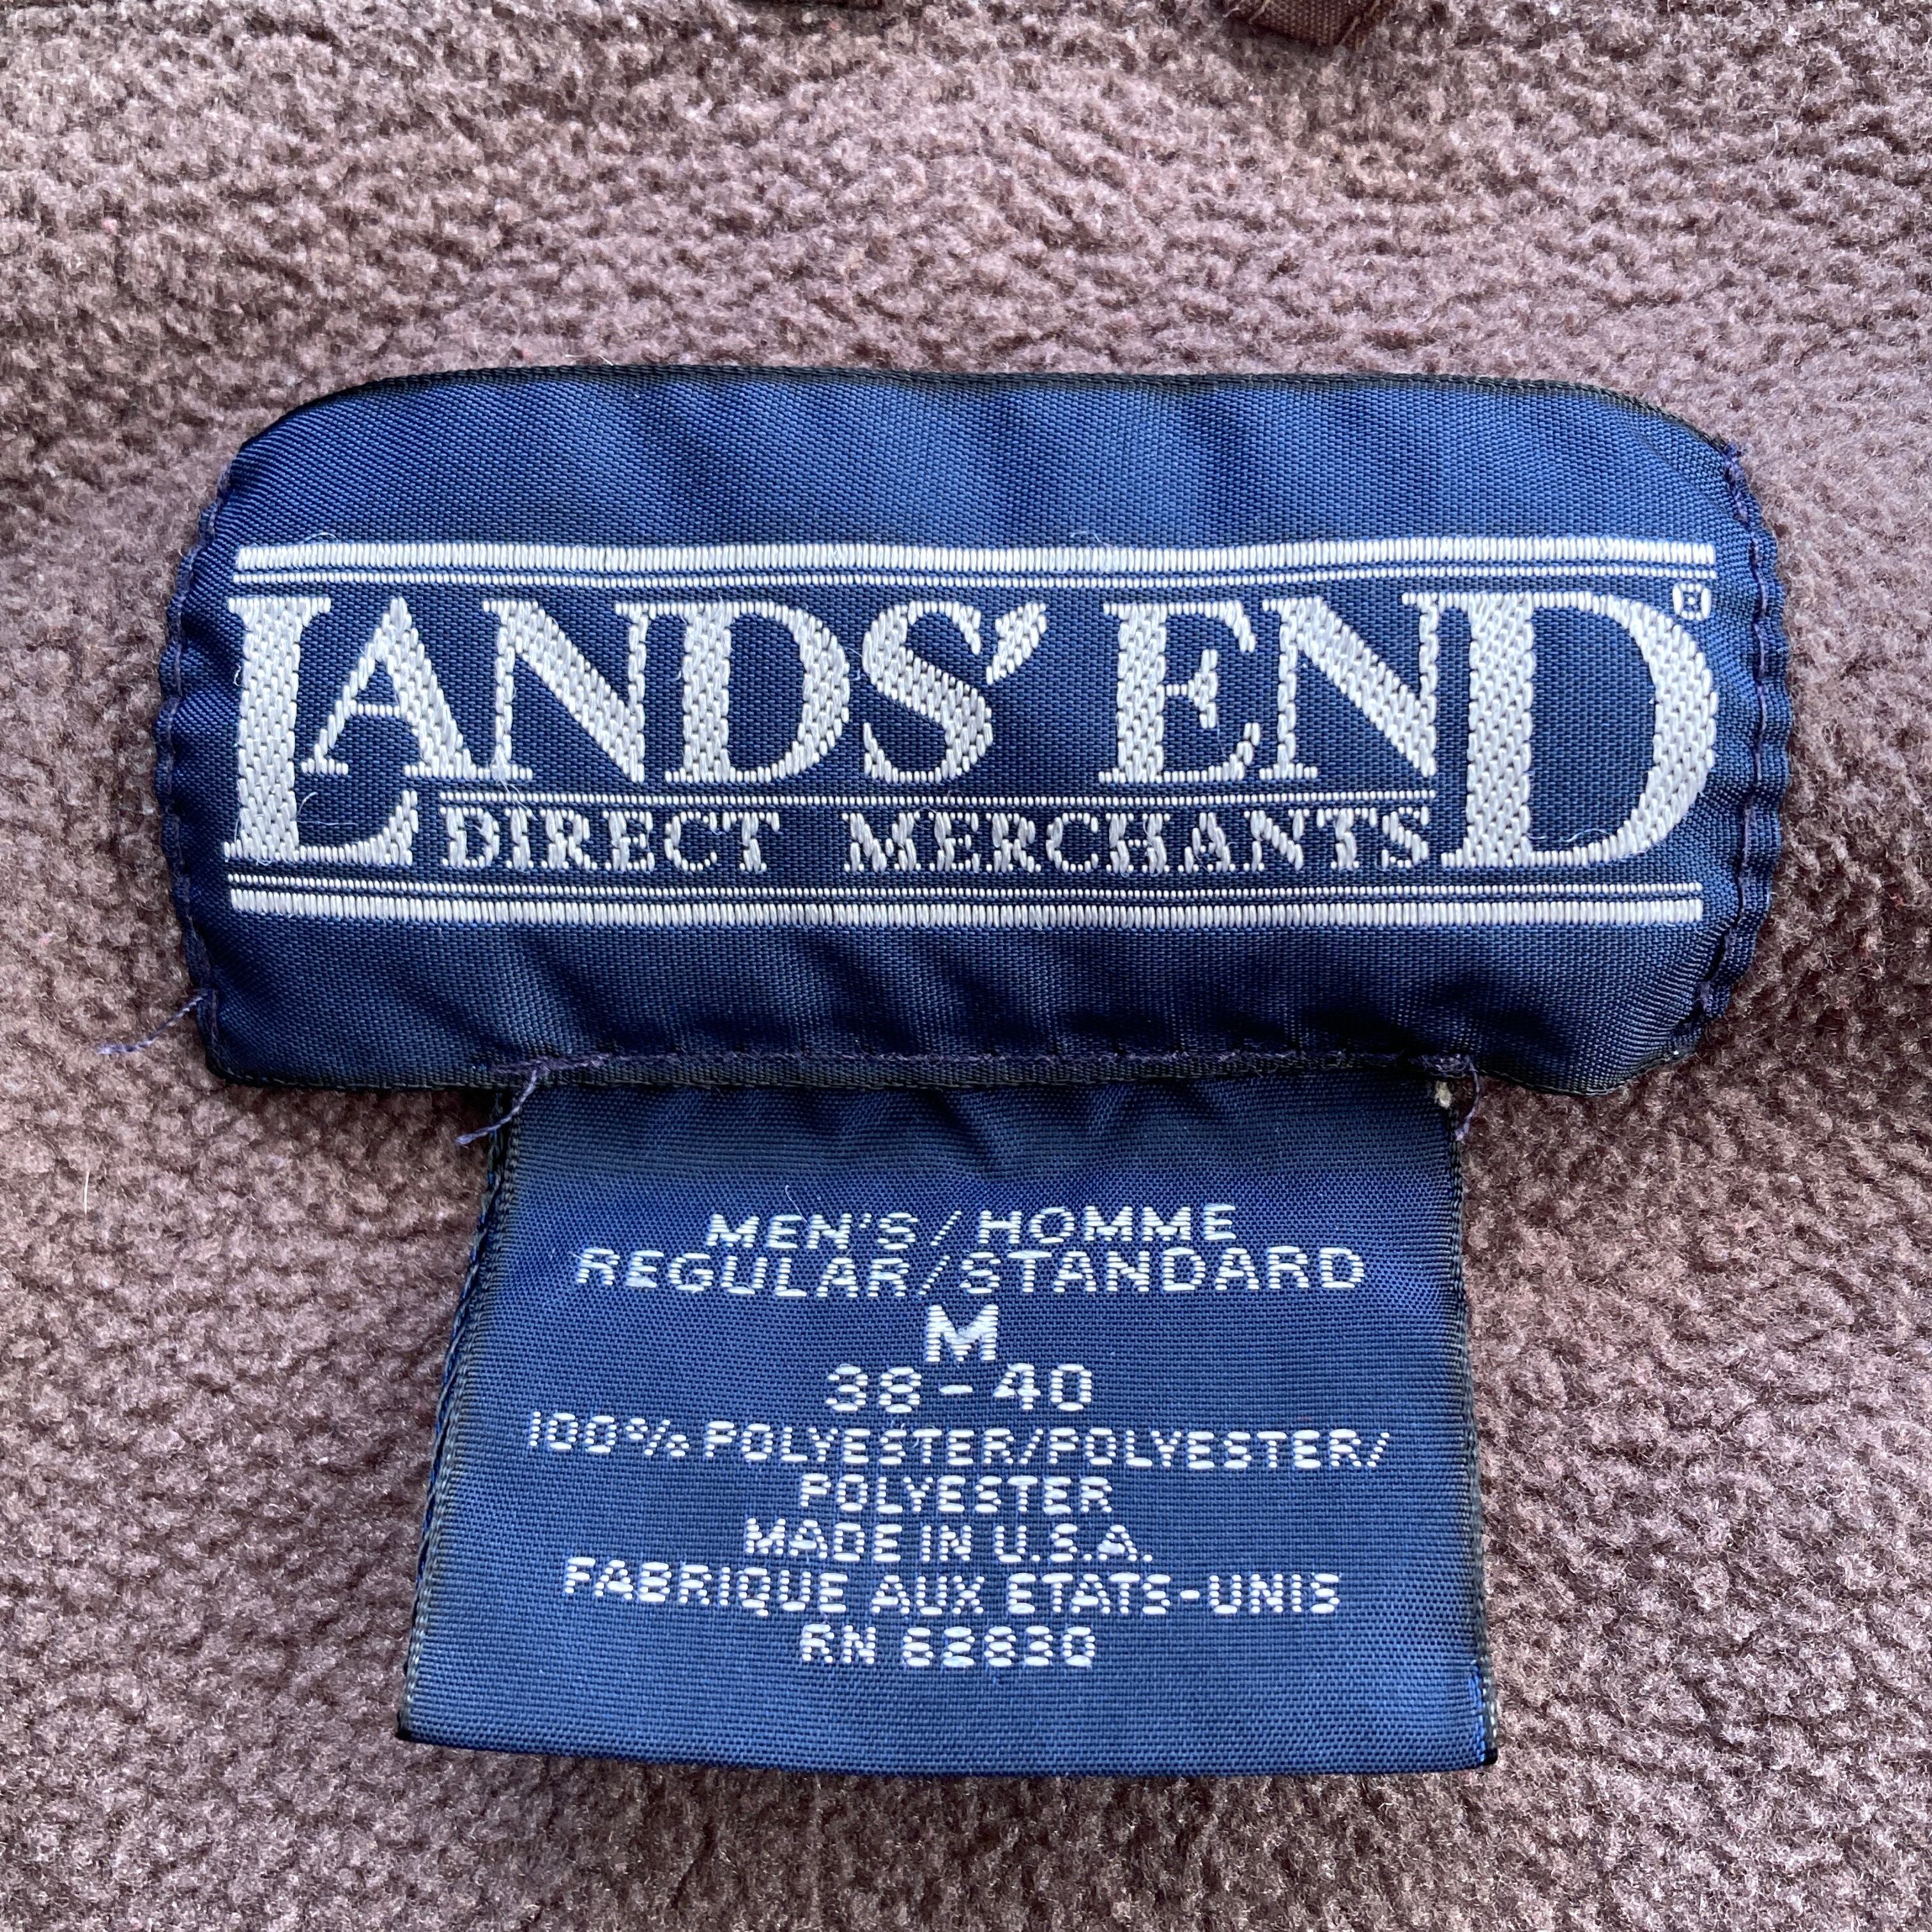 LANDS' END®
DIRECT MERCHANTS
MEN'S/HOMME
REGULAR/STANDARD
M
38-40
100% POLYESTER/POLYESTER/
POLYESTER
MADE IN U.S.A.
FABRIQUE AUX ETATS-UNIS
RN 62830